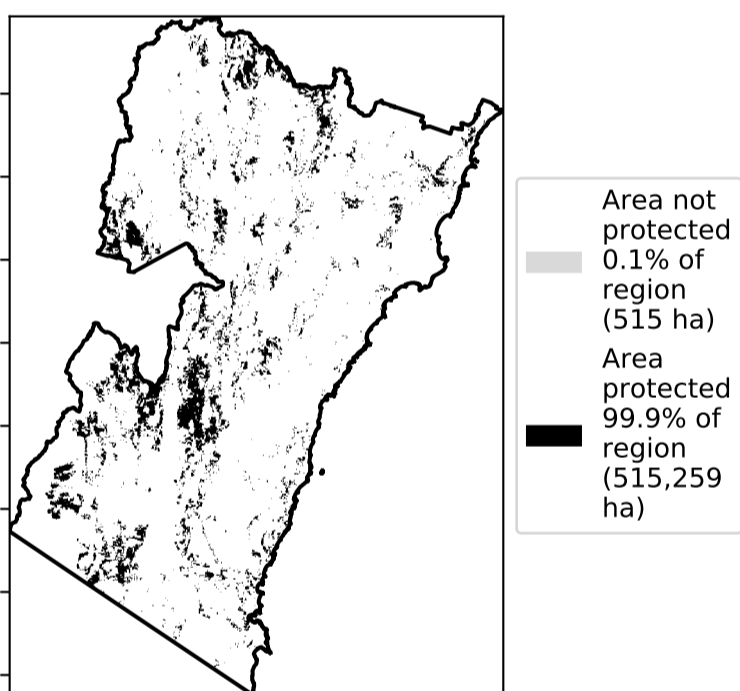 Area not
protected
0.1% of
region
(515 ha)
Area
protected
99.9% of
region
(515,259
ha)